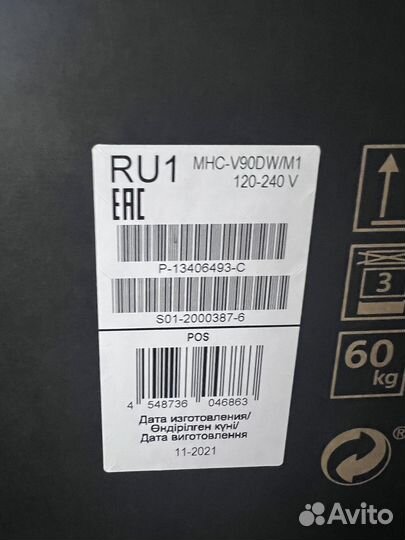 RU1 MHC-V90DW/M1
120-240 V
EAC
P-13406493-C
S01-2000387-6
POS
4 548736 046863
Дата изготовления/
Өндірілген күні/
Дата виготовлення
11-2021
3
60
kg
®
Avito